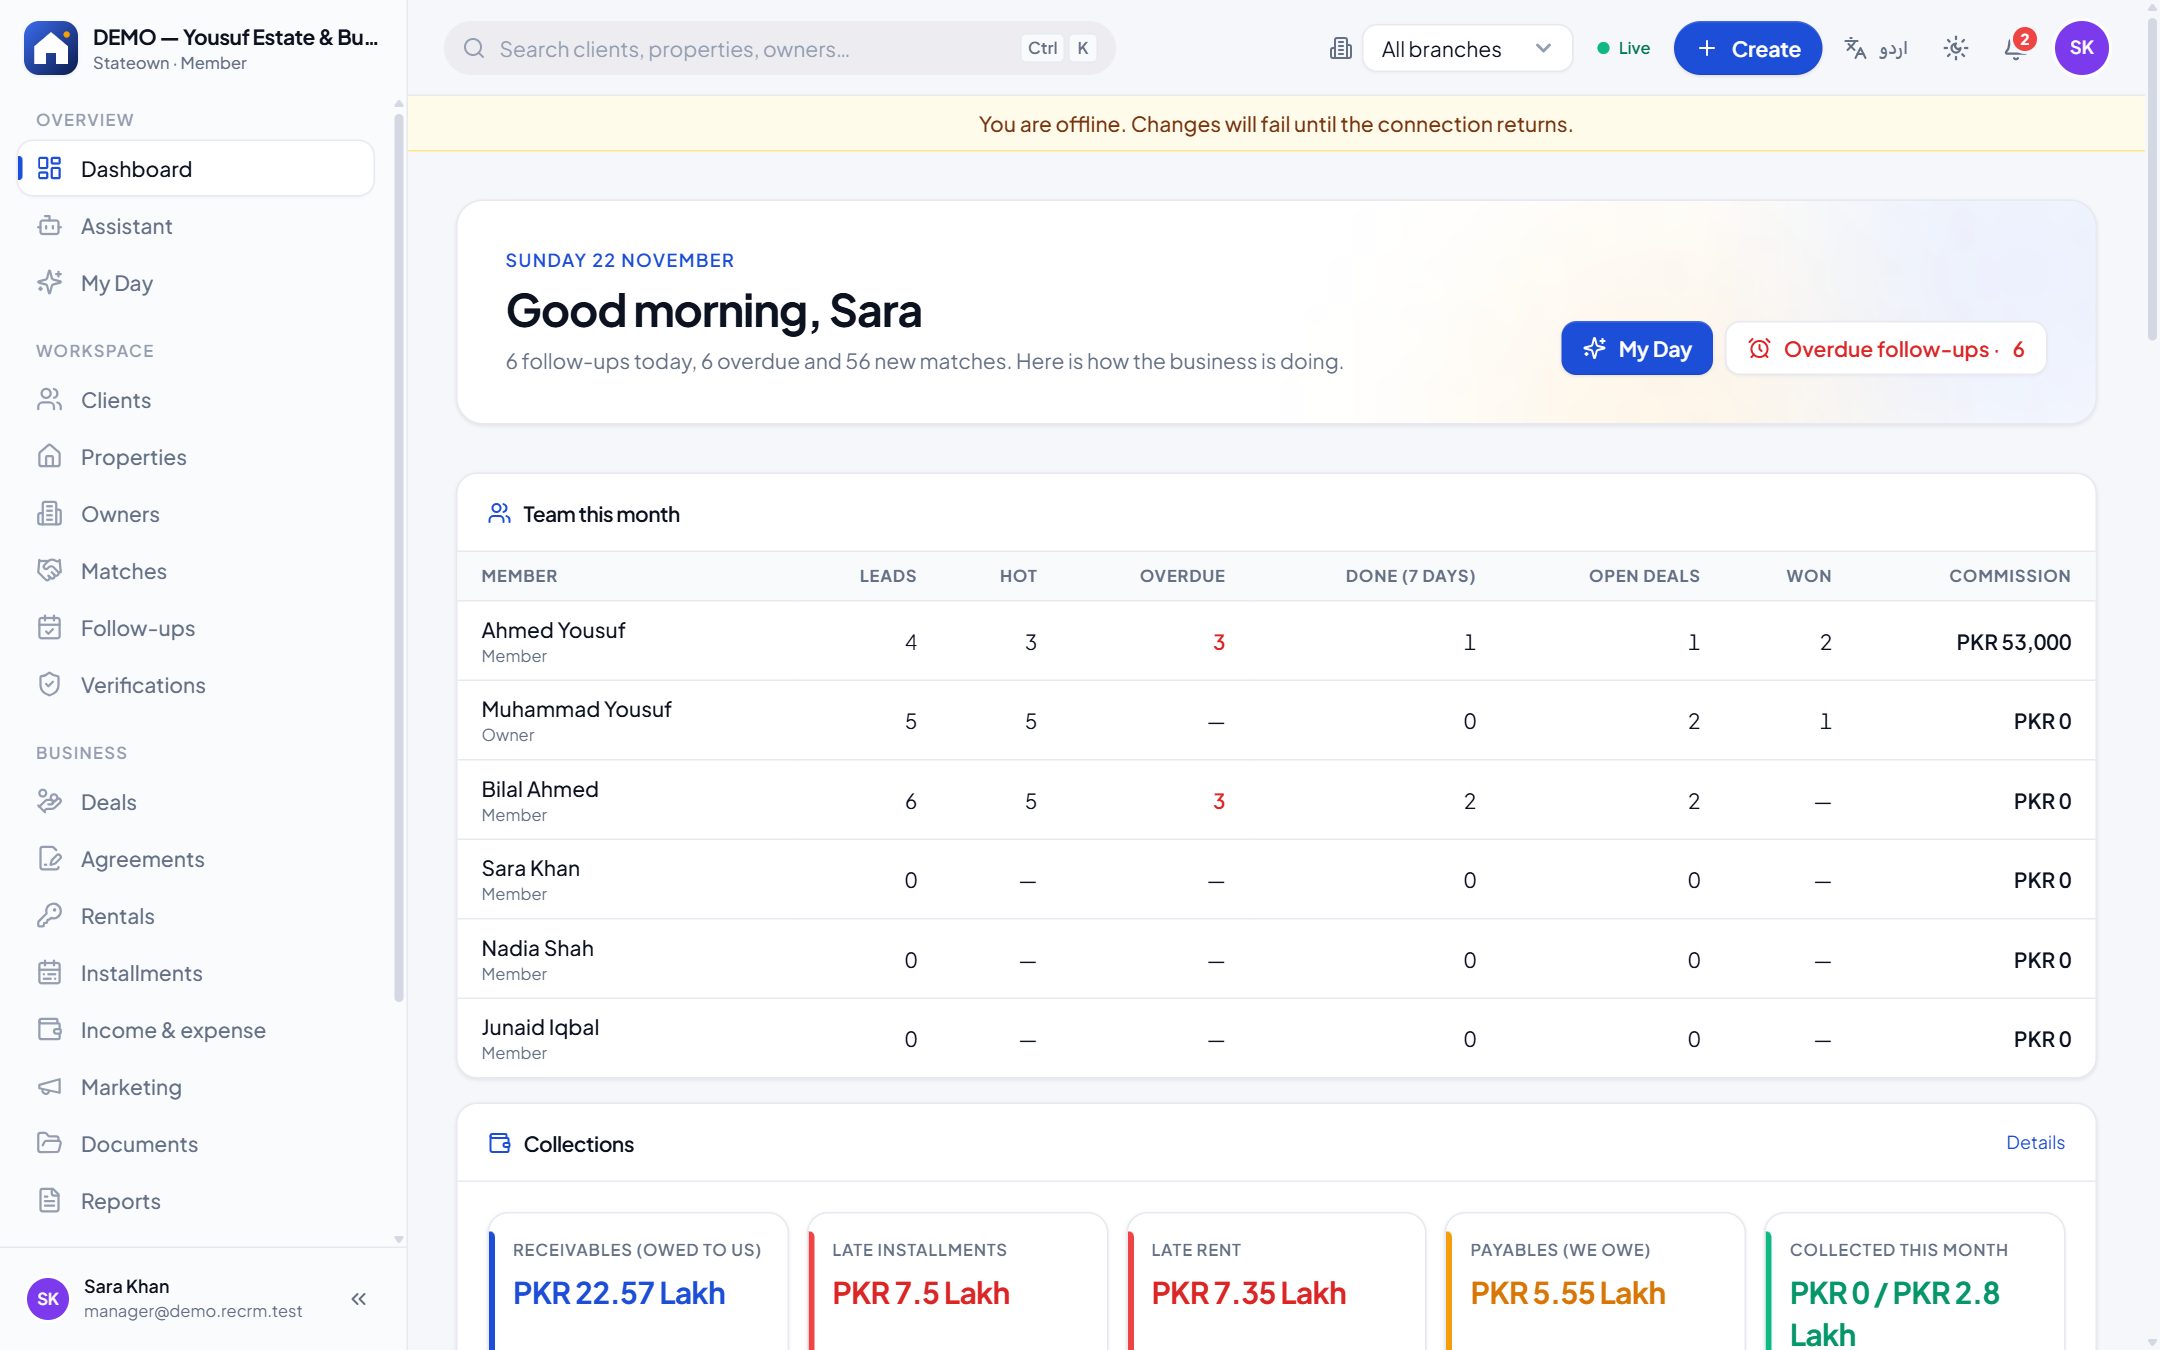 DEMO — Yousuf Estate & Bu...
Stateown · Member
OVERVIEW
Dashboard
Assistant
My Day
WORKSPACE
Clients
Properties
Owners
Matches
Follow-ups
Verifications
BUSINESS
Deals
Agreements
Rentals
Installments
Income & expense
Marketing
Documents
Reports
SK
Sara Khan
manager@demo.recrm.test
Search clients, properties, owners...
Ctrl K
All branches
Live
Create
اردو
2
SK
You are offline. Changes will fail until the connection returns.
SUNDAY 22 NOVEMBER
Good morning, Sara
6 follow-ups today, 6 overdue and 56 new matches. Here is how the business is doing.
My Day
Overdue follow-ups · 6
Team this month
MEMBER LEADS HOT OVERDUE DONE (7 DAYS) OPEN DEALS WON COMMISSION
Ahmed Yousuf
Member
4 3 3 1 1 2 PKR 53,000
Muhammad Yousuf
Owner
5 5 — 0 2 1 PKR 0
Bilal Ahmed
Member
6 5 3 2 2 — PKR 0
Sara Khan
Member
0 — — 0 0 — PKR 0
Nadia Shah
Member
0 — — 0 0 — PKR 0
Junaid Iqbal
Member
0 — — 0 0 — PKR 0
Collections
Details
RECEIVABLES (OWED TO US)
PKR 22.57 Lakh
LATE INSTALLMENTS
PKR 7.5 Lakh
LATE RENT
PKR 7.35 Lakh
PAYABLES (WE OWE)
PKR 5.55 Lakh
COLLECTED THIS MONTH
PKR 0 / PKR 2.8
Lakh